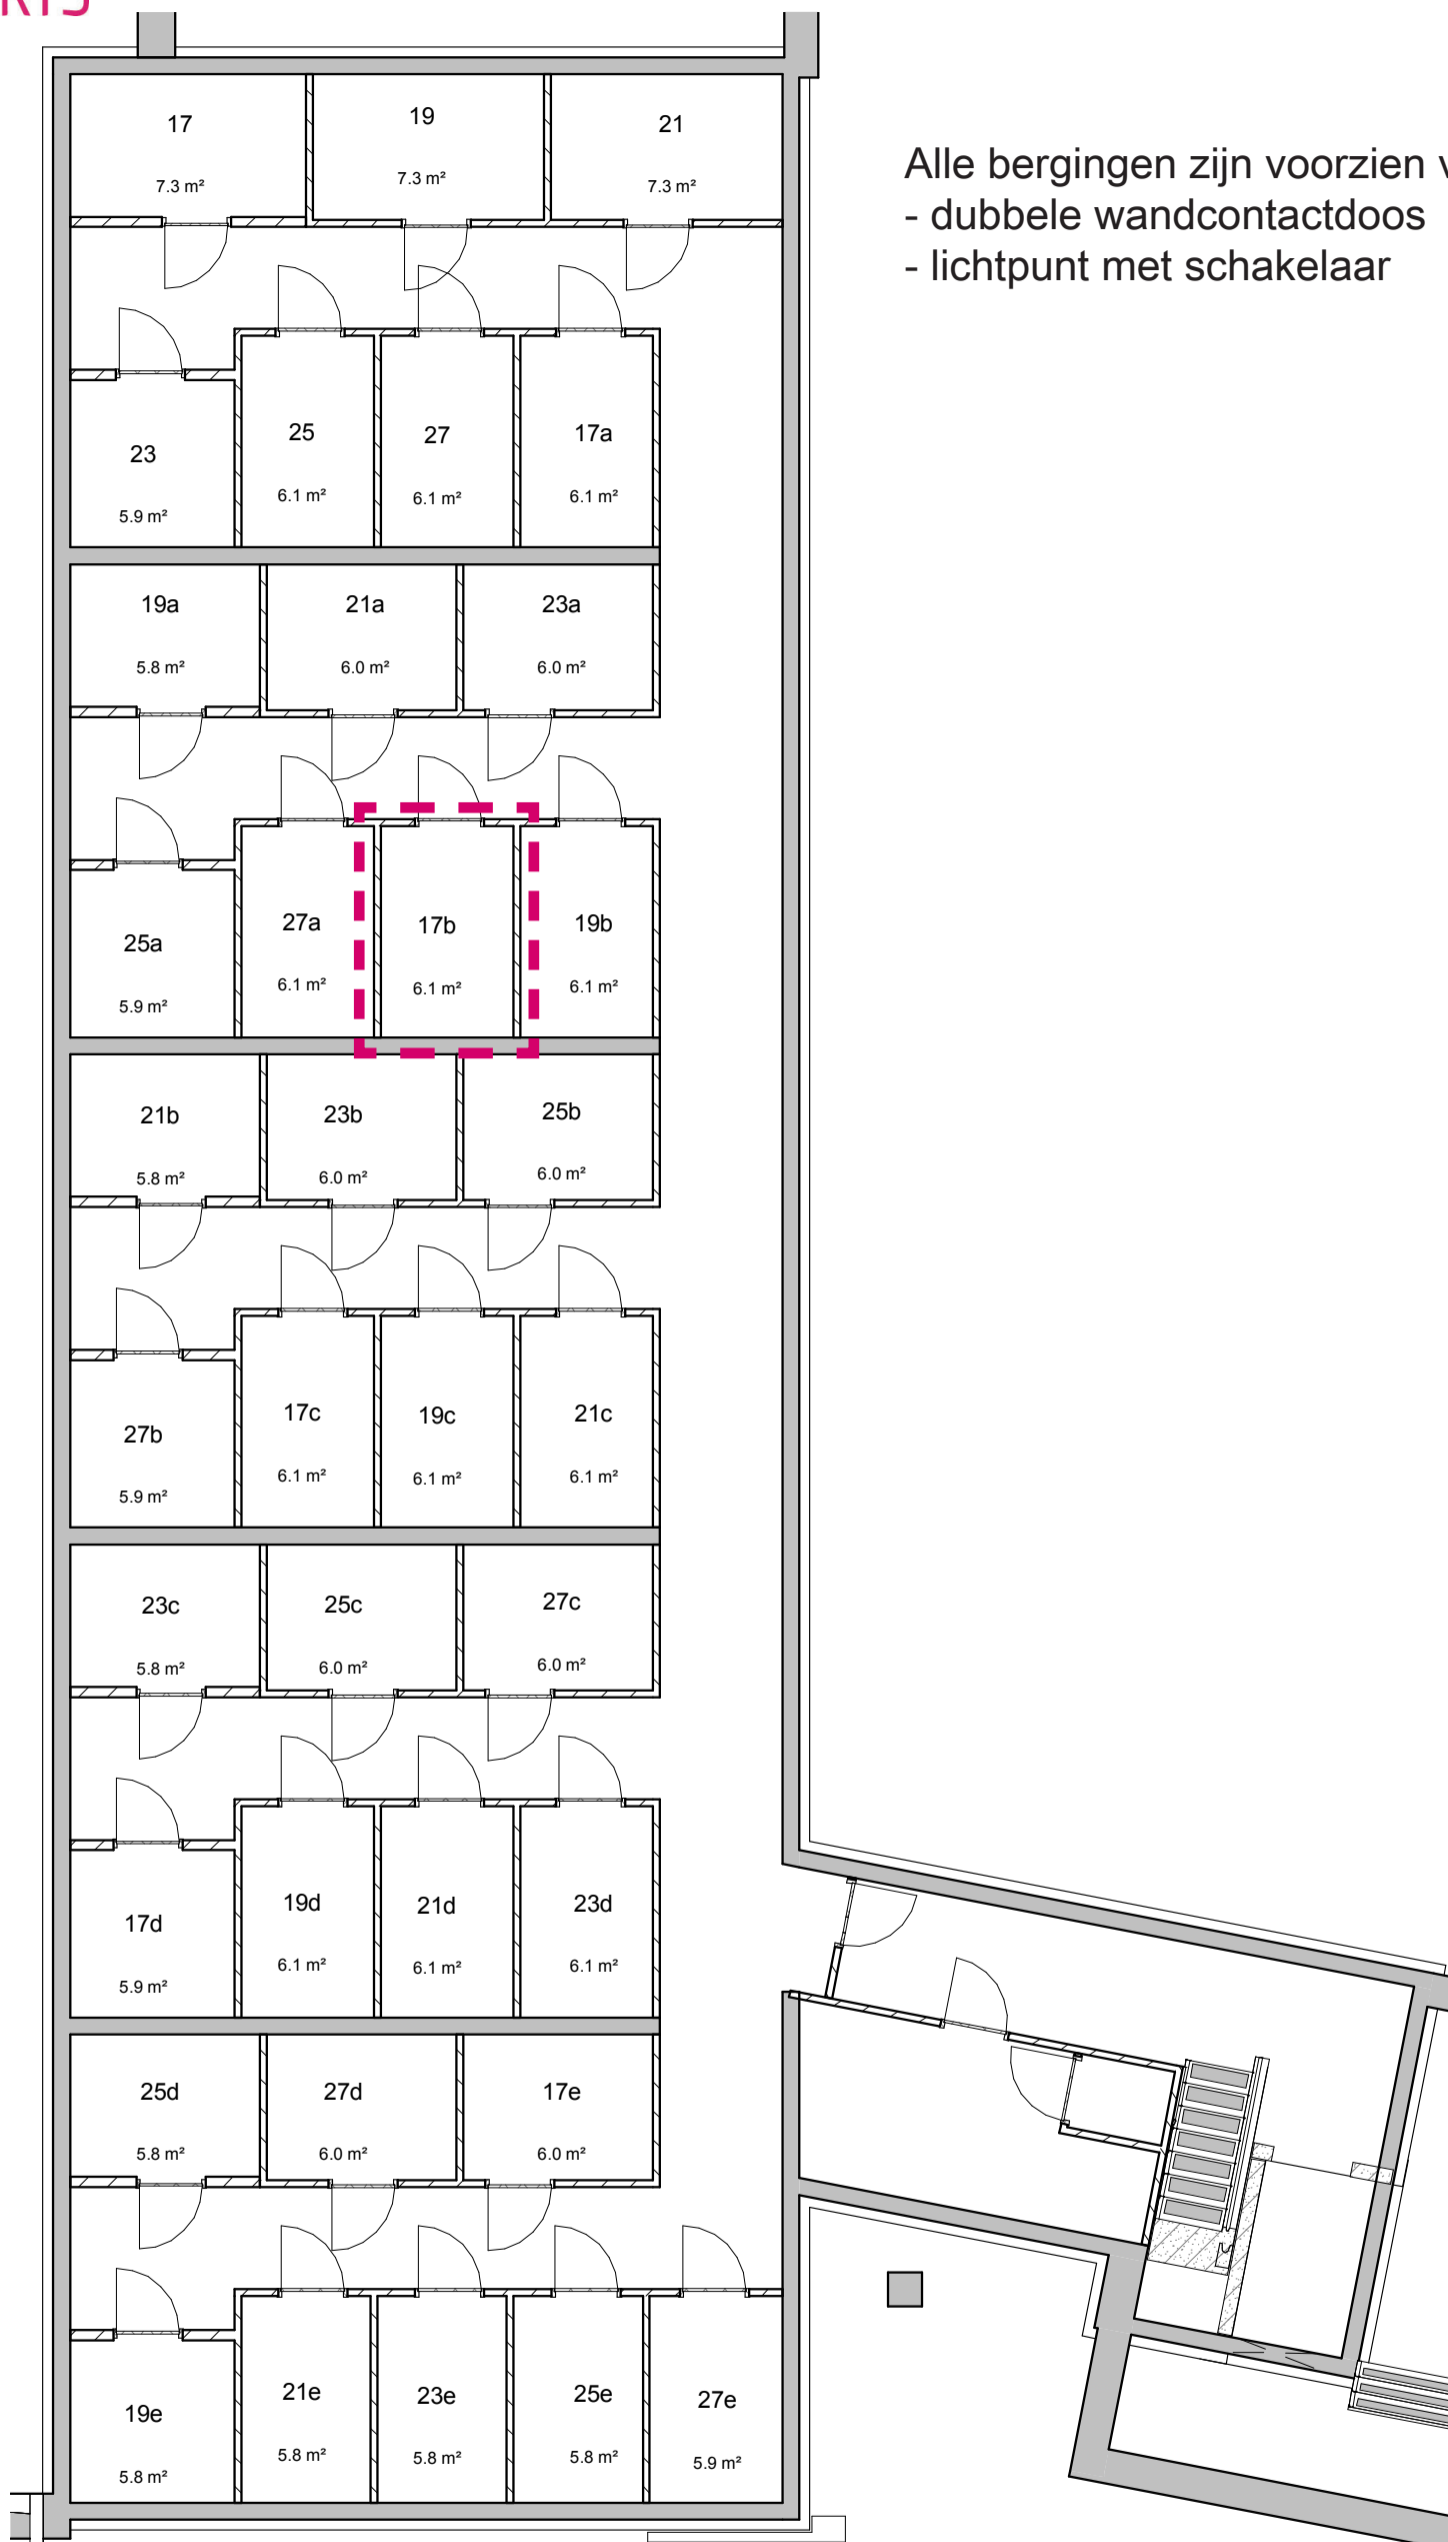 17
7.3 m²
19
7.3 m²
21
7.3 m²
Alle bergingen zijn voorzien
- dubbele wandcontactdoos
- lichtpunt met schakelaar
23
5.9 m²
25
6.1 m²
27
6.1 m²
17a
6.1 m²
19a
5.8 m²
21a
6.0 m²
23a
6.0 m²
25a
5.9 m²
27a
6.1 m²
17b
6.1 m²
19b
6.1 m²
21b
5.8 m²
23b
6.0 m²
25b
6.0 m²
27b
5.9 m²
17c
6.1 m²
19c
6.1 m²
21c
6.1 m²
23c
5.8 m²
25c
6.0 m²
27c
6.0 m²
17d
5.9 m²
19d
6.1 m²
21d
6.1 m²
23d
6.1 m²
25d
5.8 m²
27d
6.0 m²
17e
6.0 m²
19e
5.8 m²
21e
5.8 m²
23e
5.8 m²
25e
5.8 m²
27e
5.9 m²